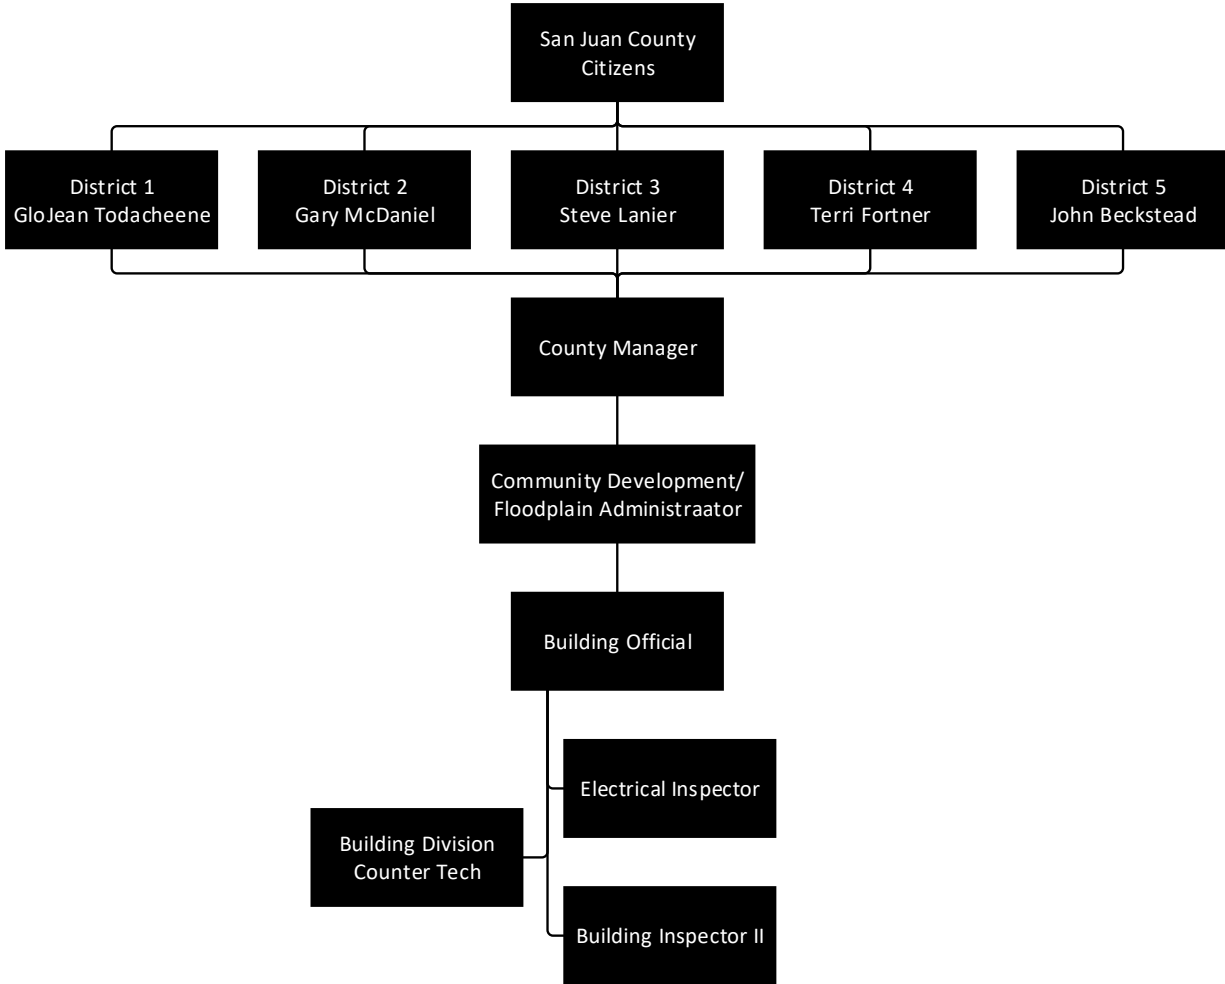 San Juan County
Citizens
District 1
GloJean Todacheene
District 2
Gary McDaniel
District 3
Steve Lanier
District 4
Terri Fortner
District 5
John Beckstead
County Manager
Community Development/
Floodplain Administraator
Building Official
Electrical Inspector
Building Division
Counter Tech
Building Inspector II